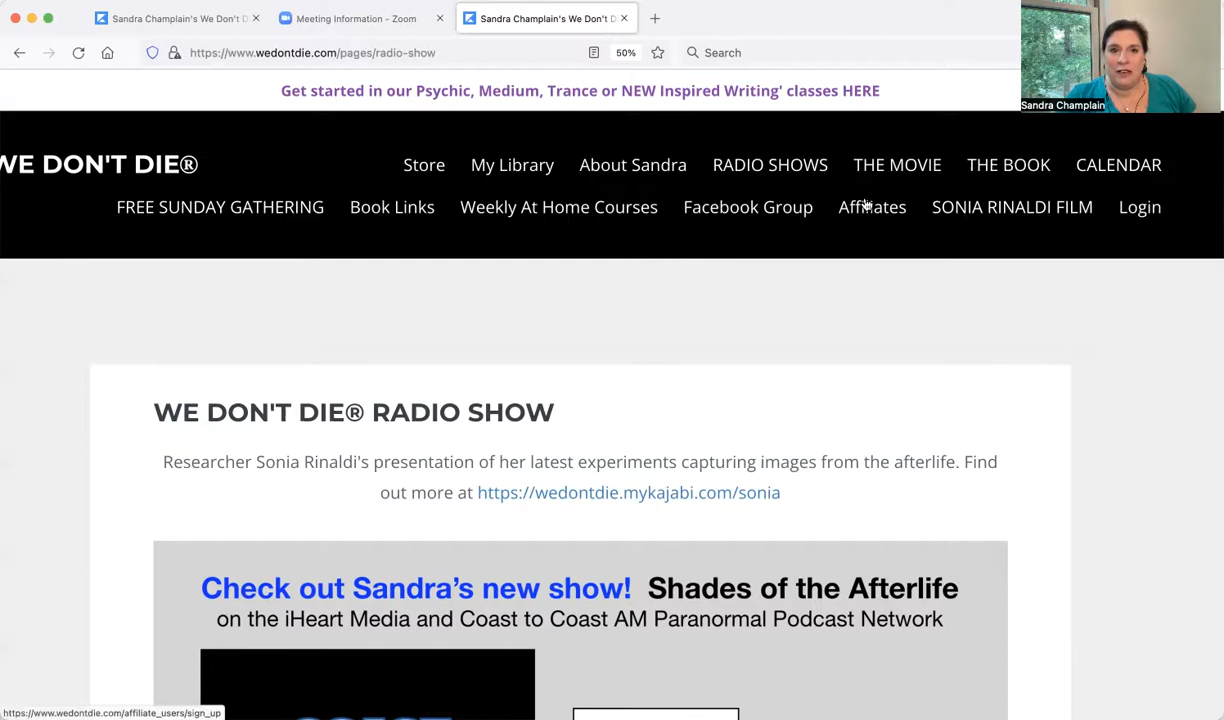 Sandra Champlain's We Don't D
Meeting Information - Zoom
Sandra Champlain's We Don't D
https://www.wedontdie.com/pages/radio-show
50%
Search
Sandra Champlain
Get started in our Psychic, Medium, Trance or NEW Inspired Writing' classes HERE
WE DON'T DIE®
Store My Library About Sandra RADIO SHOWS THE MOVIE THE BOOK CALENDAR
FREE SUNDAY GATHERING Book Links Weekly At Home Courses Facebook Group Affiliates SONIA RINALDI FILM Login
WE DON'T DIE® RADIO SHOW
Researcher Sonia Rinaldi's presentation of her latest experiments capturing images from the afterlife. Find
out more at https://wedontdie.mykajabi.com/sonia
Check out Sandra's new show! Shades of the Afterlife
on the iHeart Media and Coast to Coast AM Paranormal Podcast Network
https://www.wedontdie.com/affiliate_users/sign_up